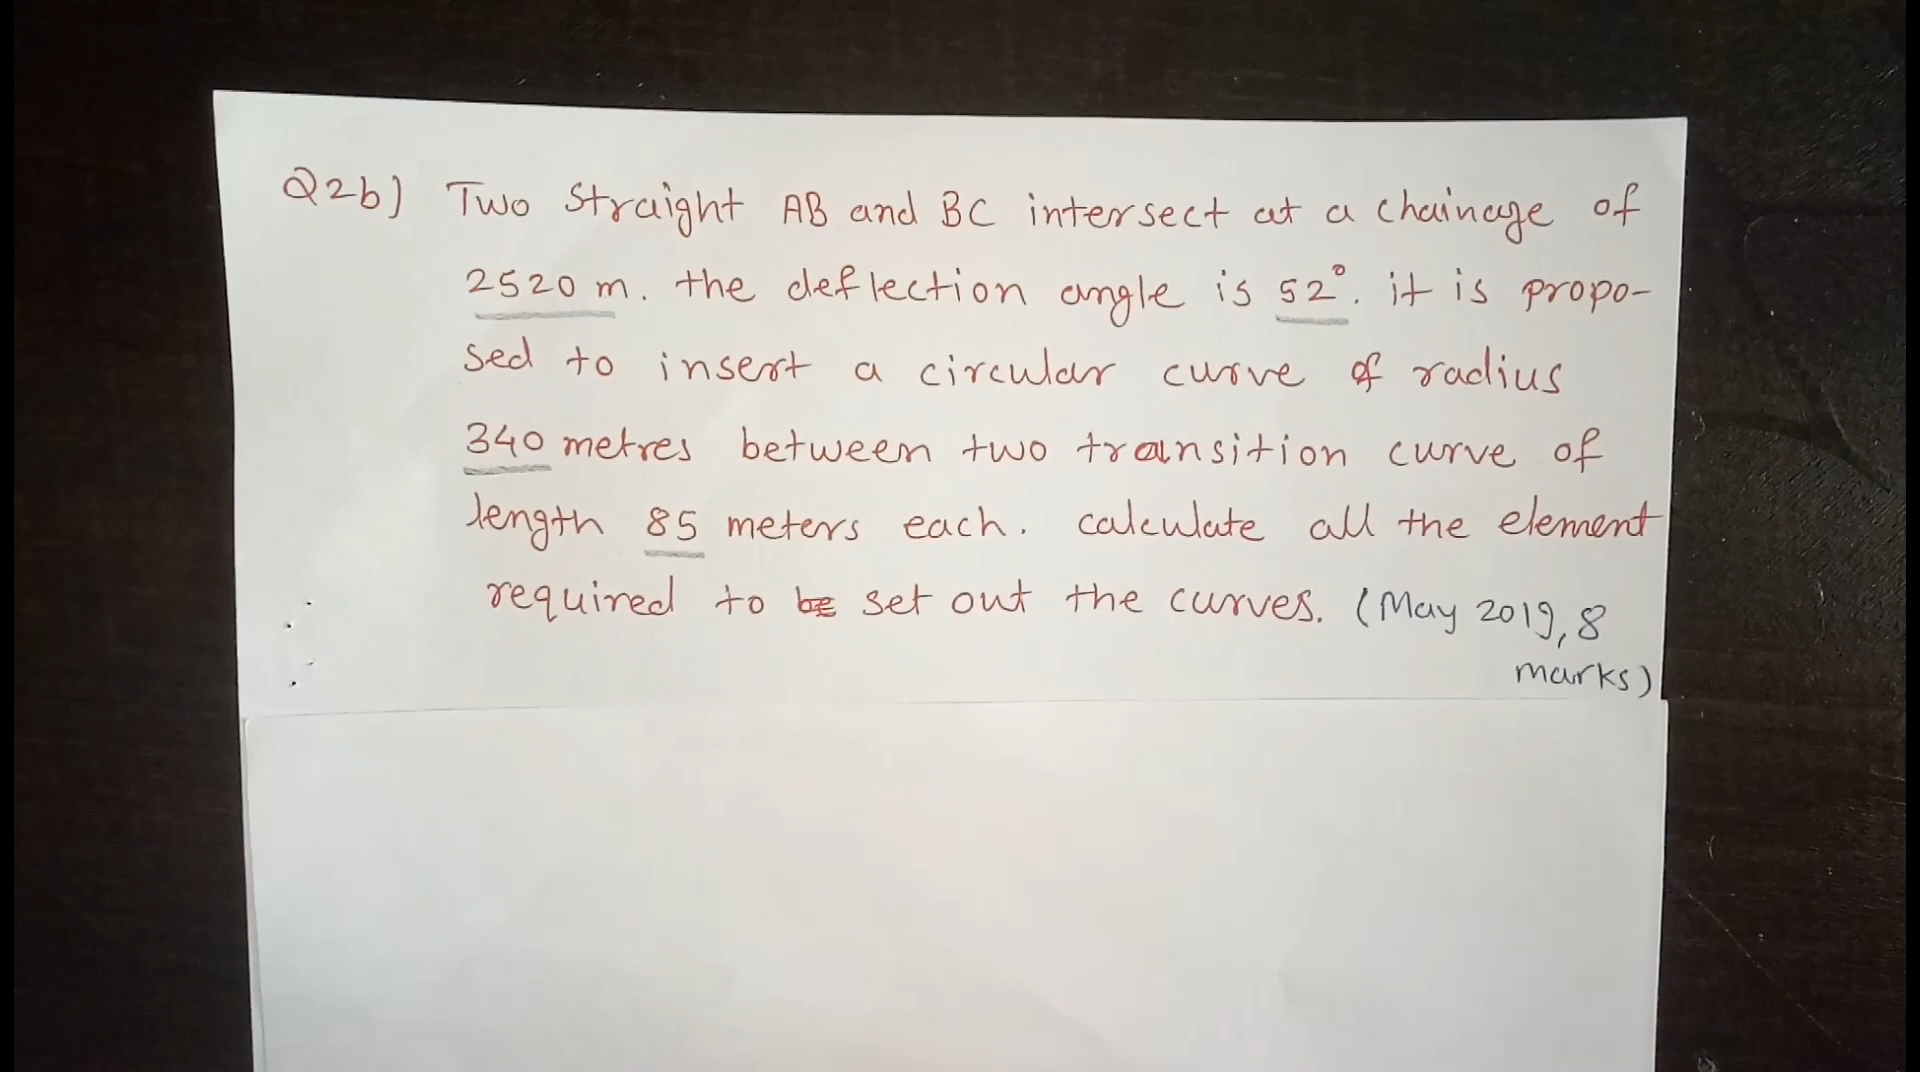 Q2b) Two Straight AB and BC intersect at a chainage of
2520 m. the deflection angle is 52°. it is propo-
sed to insert a circular curve of radius
340 metres between two transition curve of
length 85 meters each. calculate all the element
required to be set out the curves. (May 2019, 8
marks)